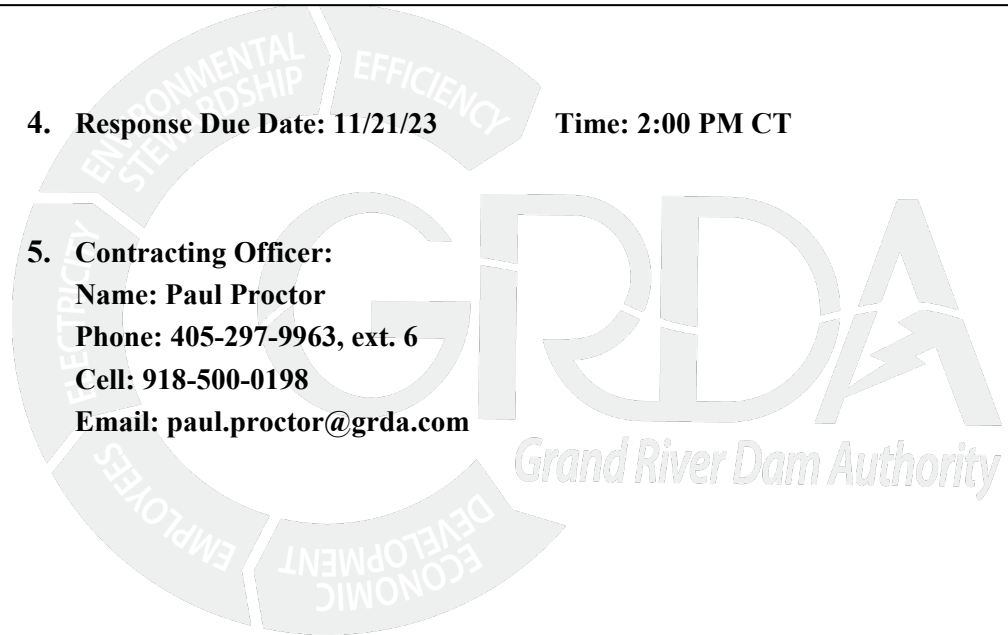 4. Response Due Date: 11/21/23 Time: 2:00 PM CT
5. Contracting Officer:
Name: Paul Proctor
Phone: 405-297-9963, ext. 6
Cell: 918-500-0198
Email: paul.proctor@grda.com
ENVIRONMENTAL
STEWARDSHIP
EFFICIENCY
ELECTRICITY
EMPLOYEES
ECONOMIC
DEVELOPMENT
GRDA
Grand River Dam Authority